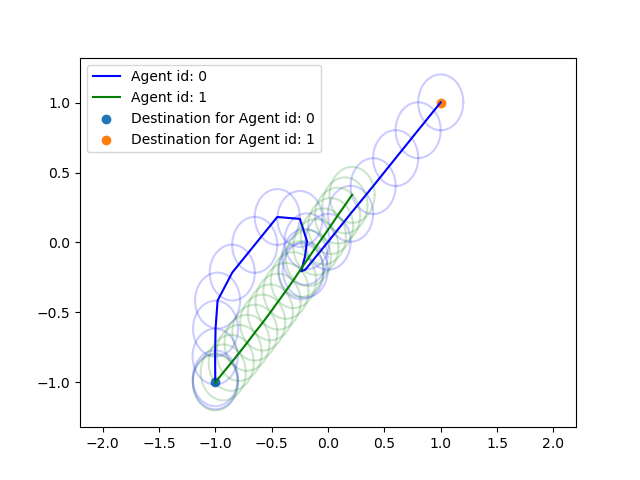 Agent id: 0
Agent id: 1
Destination for Agent id: 0
Destination for Agent id: 1
1.0
0.5
0.0
−0.5
−1.0
−2.0 −1.5 −1.0 −0.5 0.0 0.5 1.0 1.5 2.0